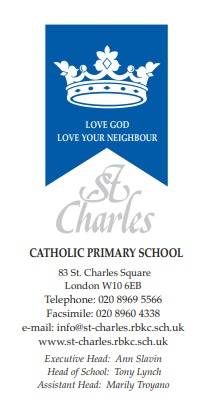 LOVE GOD
LOVE YOUR NEIGHBOUR
St
Charles
CATHOLIC PRIMARY SCHOOL
83 St. Charles Square
London W10 6EB
Telephone: 020 8969 5566
Facsimile: 020 8960 4338
e-mail: info@st-charles.rbkc.sch.uk
www.st-charles.rbkc.sch.uk
Executive Head:  Ann Slavin
Head of School:  Tony Lynch
Assistant Head:  Marily Troyano